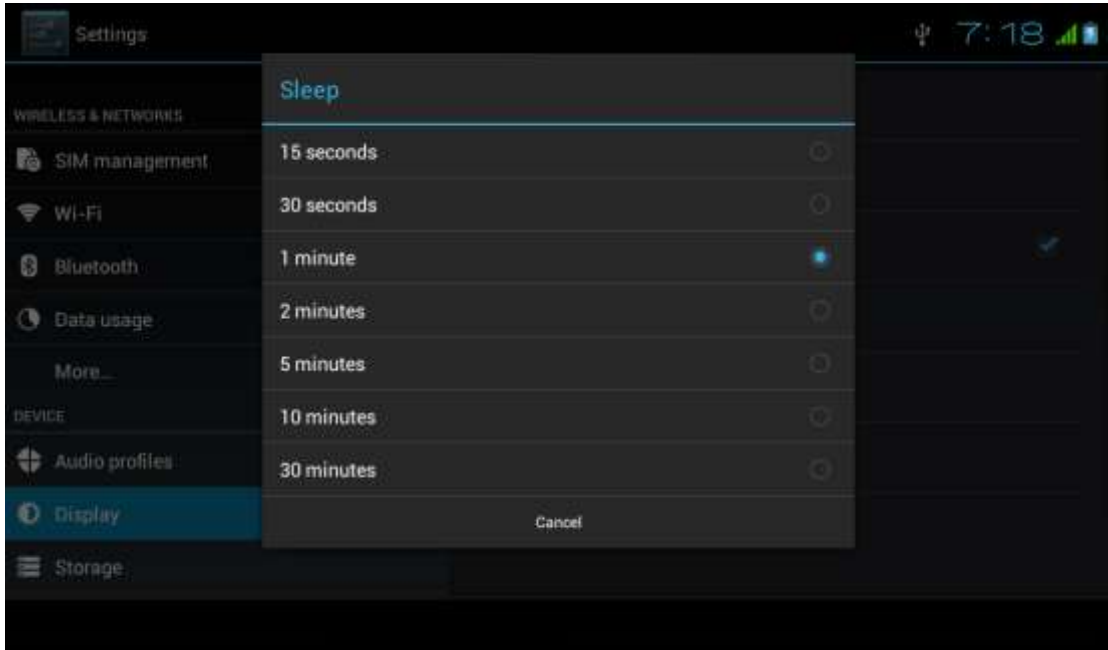 Settings
7:18
WIRELESS & NETWORKS
SIM management
Wi-Fi
Bluetooth
Data usage
More...
DEVICE
Audio profiles
Display
Storage
Sleep
15 seconds
30 seconds
1 minute
2 minutes
5 minutes
10 minutes
30 minutes
Cancel